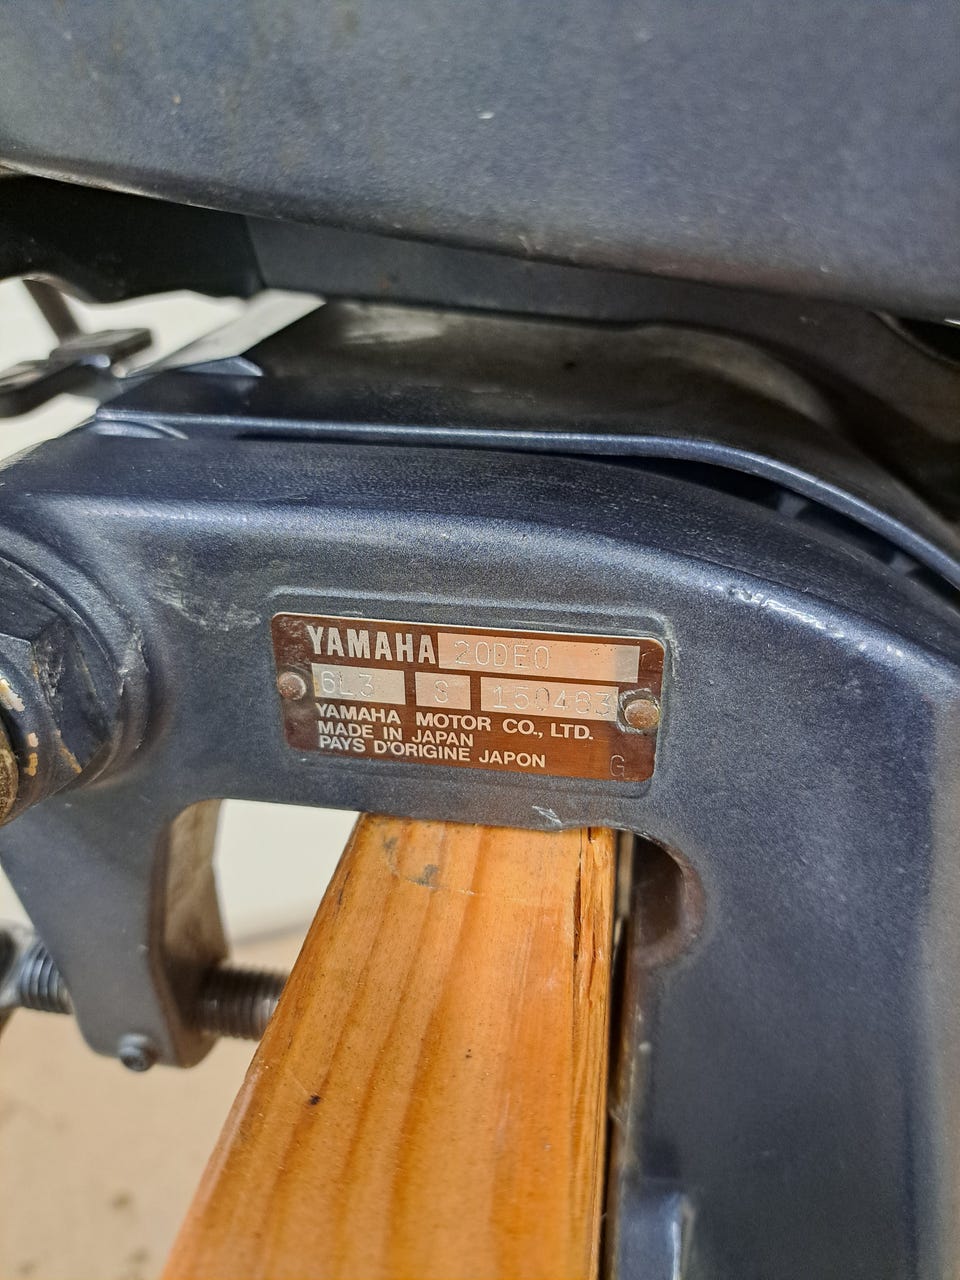 YAMAHA 20DEO
6L3 S 150463
YAMAHA MOTOR CO., LTD.
MADE IN JAPAN
PAYS D'ORIGINE JAPON G